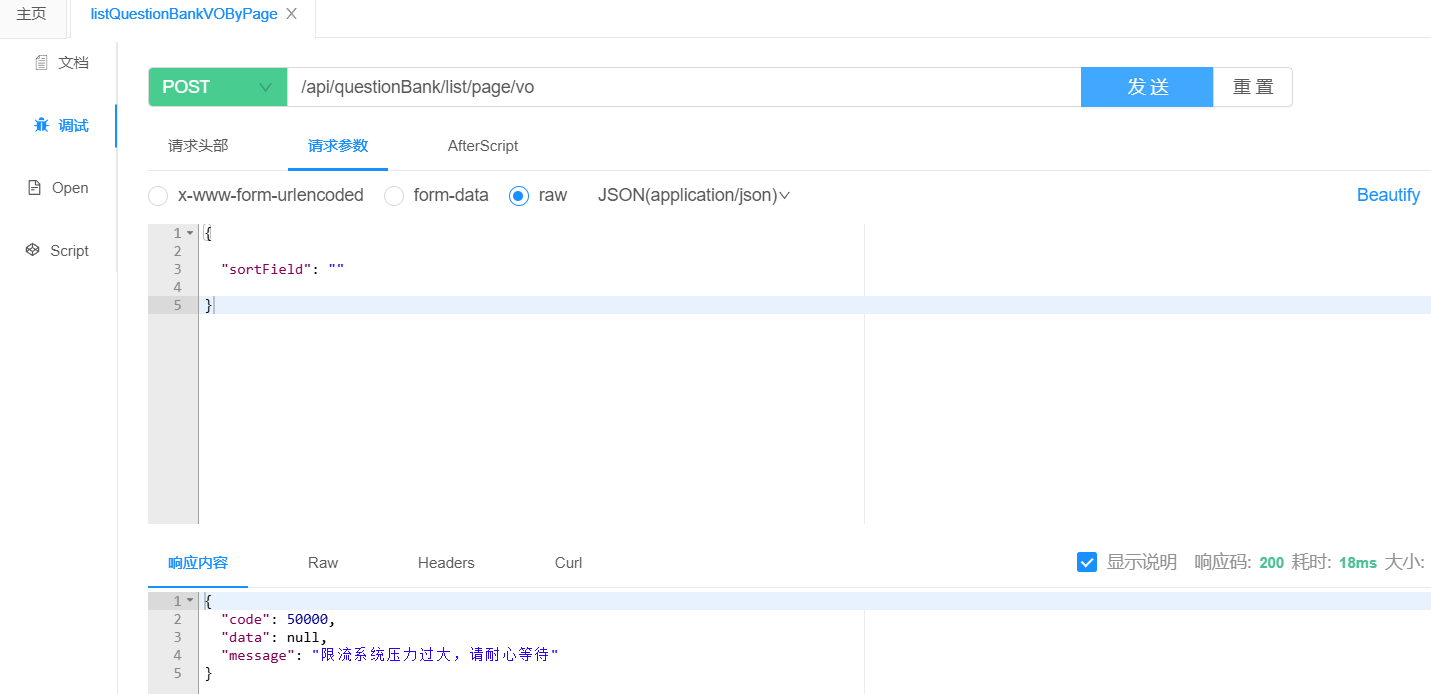 主页
listQuestionBankVOByPage
文档
调试
Open
Script
POST
/api/questionBank/list/page/vo
发 送
重 置
请求头部
请求参数
AfterScript
x-www-form-urlencoded
form-data
raw
JSON(application/json)
Beautify
1 {
2
3 "sortField": ""
4
5 }
响应内容
Raw
Headers
Curl
显示说明
响应码: 200 耗时: 18ms 大小:
1 {
2 "code": 50000,
3 "data": null,
4 "message": "限流系统压力过大，请耐心等待"
5 }